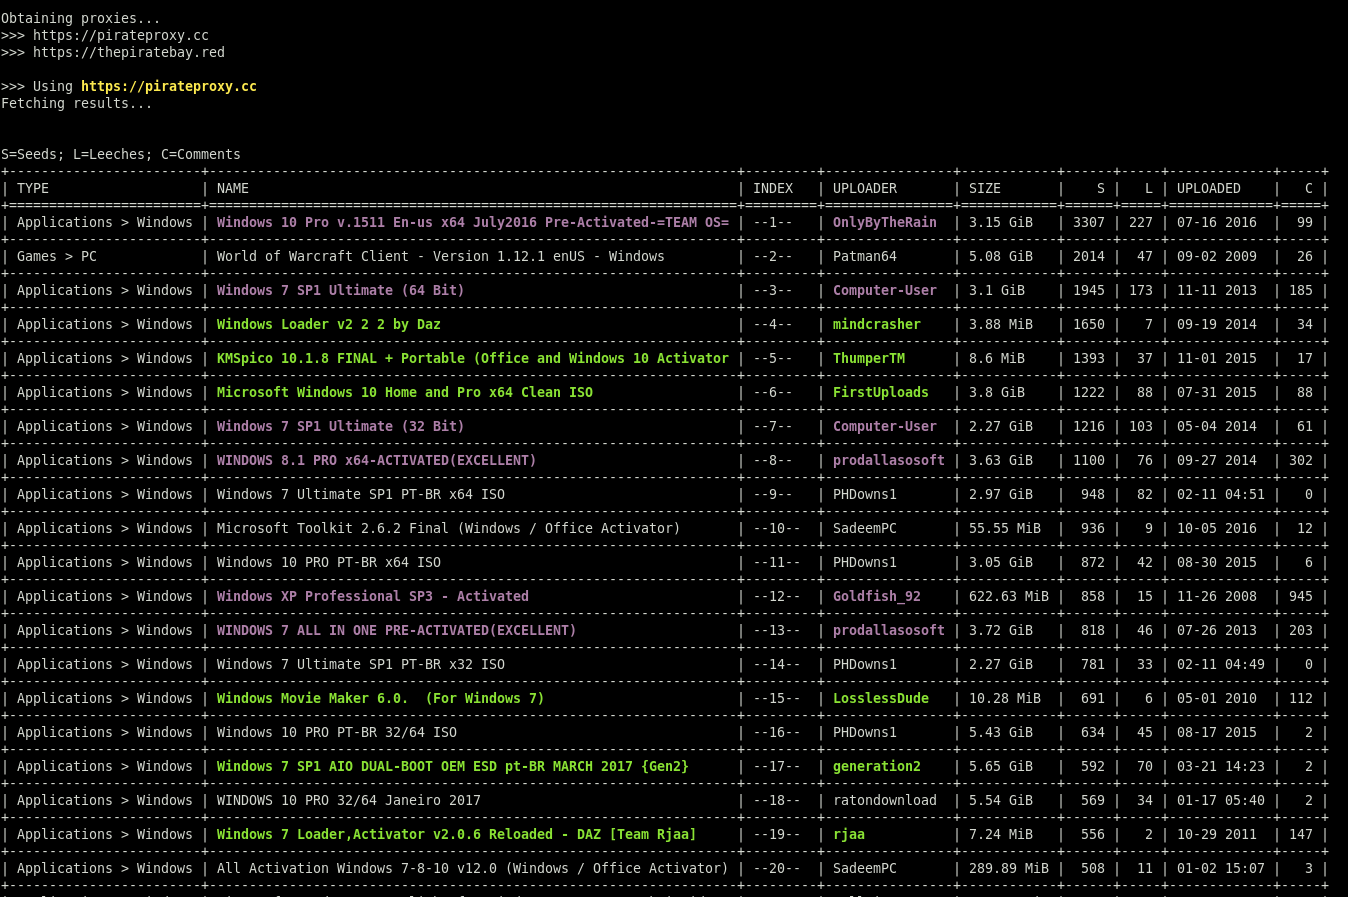 Obtaining proxies...
>>> https://pirateproxy.cc
>>> https://thepiratebay.red
>>> Using https://pirateproxy.cc
Fetching results...
S=Seeds; L=Leeches; C=Comments
| TYPE | NAME | INDEX | UPLOADER | SIZE | S | L | UPLOADED | C |
| Applications > Windows | Windows 10 Pro v.1511 En-us x64 July2016 Pre-Activated-=TEAM OS= | --1-- | OnlyByTheRain | 3.15 GiB | 3307 | 227 | 07-16 2016 | 99 |
| Games > PC | World of Warcraft Client - Version 1.12.1 enUS - Windows | --2-- | Patman64 | 5.08 GiB | 2014 | 47 | 09-02 2009 | 26 |
| Applications > Windows | Windows 7 SP1 Ultimate (64 Bit) | --3-- | Computer-User | 3.1 GiB | 1945 | 173 | 11-11 2013 | 185 |
| Applications > Windows | Windows Loader v2 2 2 by Daz | --4-- | mindcrasher | 3.88 MiB | 1650 | 7 | 09-19 2014 | 34 |
| Applications > Windows | KMSpico 10.1.8 FINAL + Portable (Office and Windows 10 Activator | --5-- | ThumperTM | 8.6 MiB | 1393 | 37 | 11-01 2015 | 17 |
| Applications > Windows | Microsoft Windows 10 Home and Pro x64 Clean ISO | --6-- | FirstUploads | 3.8 GiB | 1222 | 88 | 07-31 2015 | 88 |
| Applications > Windows | Windows 7 SP1 Ultimate (32 Bit) | --7-- | Computer-User | 2.27 GiB | 1216 | 103 | 05-04 2014 | 61 |
| Applications > Windows | WINDOWS 8.1 PRO x64-ACTIVATED(EXCELLENT) | --8-- | prodallasosoft | 3.63 GiB | 1100 | 76 | 09-27 2014 | 302 |
| Applications > Windows | Windows 7 Ultimate SP1 PT-BR x64 ISO | --9-- | PHDowns1 | 2.97 GiB | 948 | 82 | 02-11 04:51 | 0 |
| Applications > Windows | Microsoft Toolkit 2.6.2 Final (Windows / Office Activator) | --10-- | SadeemPC | 55.55 MiB | 936 | 9 | 10-05 2016 | 12 |
| Applications > Windows | Windows 10 PRO PT-BR x64 ISO | --11-- | PHDowns1 | 3.05 GiB | 872 | 42 | 08-30 2015 | 6 |
| Applications > Windows | Windows XP Professional SP3 - Activated | --12-- | Goldfish_92 | 622.63 MiB | 858 | 15 | 11-26 2008 | 945 |
| Applications > Windows | WINDOWS 7 ALL IN ONE PRE-ACTIVATED(EXCELLENT) | --13-- | prodallasosoft | 3.72 GiB | 818 | 46 | 07-26 2013 | 203 |
| Applications > Windows | Windows 7 Ultimate SP1 PT-BR x32 ISO | --14-- | PHDowns1 | 2.27 GiB | 781 | 33 | 02-11 04:49 | 0 |
| Applications > Windows | Windows Movie Maker 6.0.  (For Windows 7) | --15-- | LosslessDude | 10.28 MiB | 691 | 6 | 05-01 2010 | 112 |
| Applications > Windows | Windows 10 PRO PT-BR 32/64 ISO | --16-- | PHDowns1 | 5.43 GiB | 634 | 45 | 08-17 2015 | 2 |
| Applications > Windows | Windows 7 SP1 AIO DUAL-BOOT OEM ESD pt-BR MARCH 2017 {Gen2} | --17-- | generation2 | 5.65 GiB | 592 | 70 | 03-21 14:23 | 2 |
| Applications > Windows | WINDOWS 10 PRO 32/64 Janeiro 2017 | --18-- | ratondownload | 5.54 GiB | 569 | 34 | 01-17 05:40 | 2 |
| Applications > Windows | Windows 7 Loader,Activator v2.0.6 Reloaded - DAZ [Team Rjaa] | --19-- | rjaa | 7.24 MiB | 556 | 2 | 10-29 2011 | 147 |
| Applications > Windows | All Activation Windows 7-8-10 v12.0 (Windows / Office Activator) | --20-- | SadeemPC | 289.89 MiB | 508 | 11 | 01-02 15:07 | 3 |